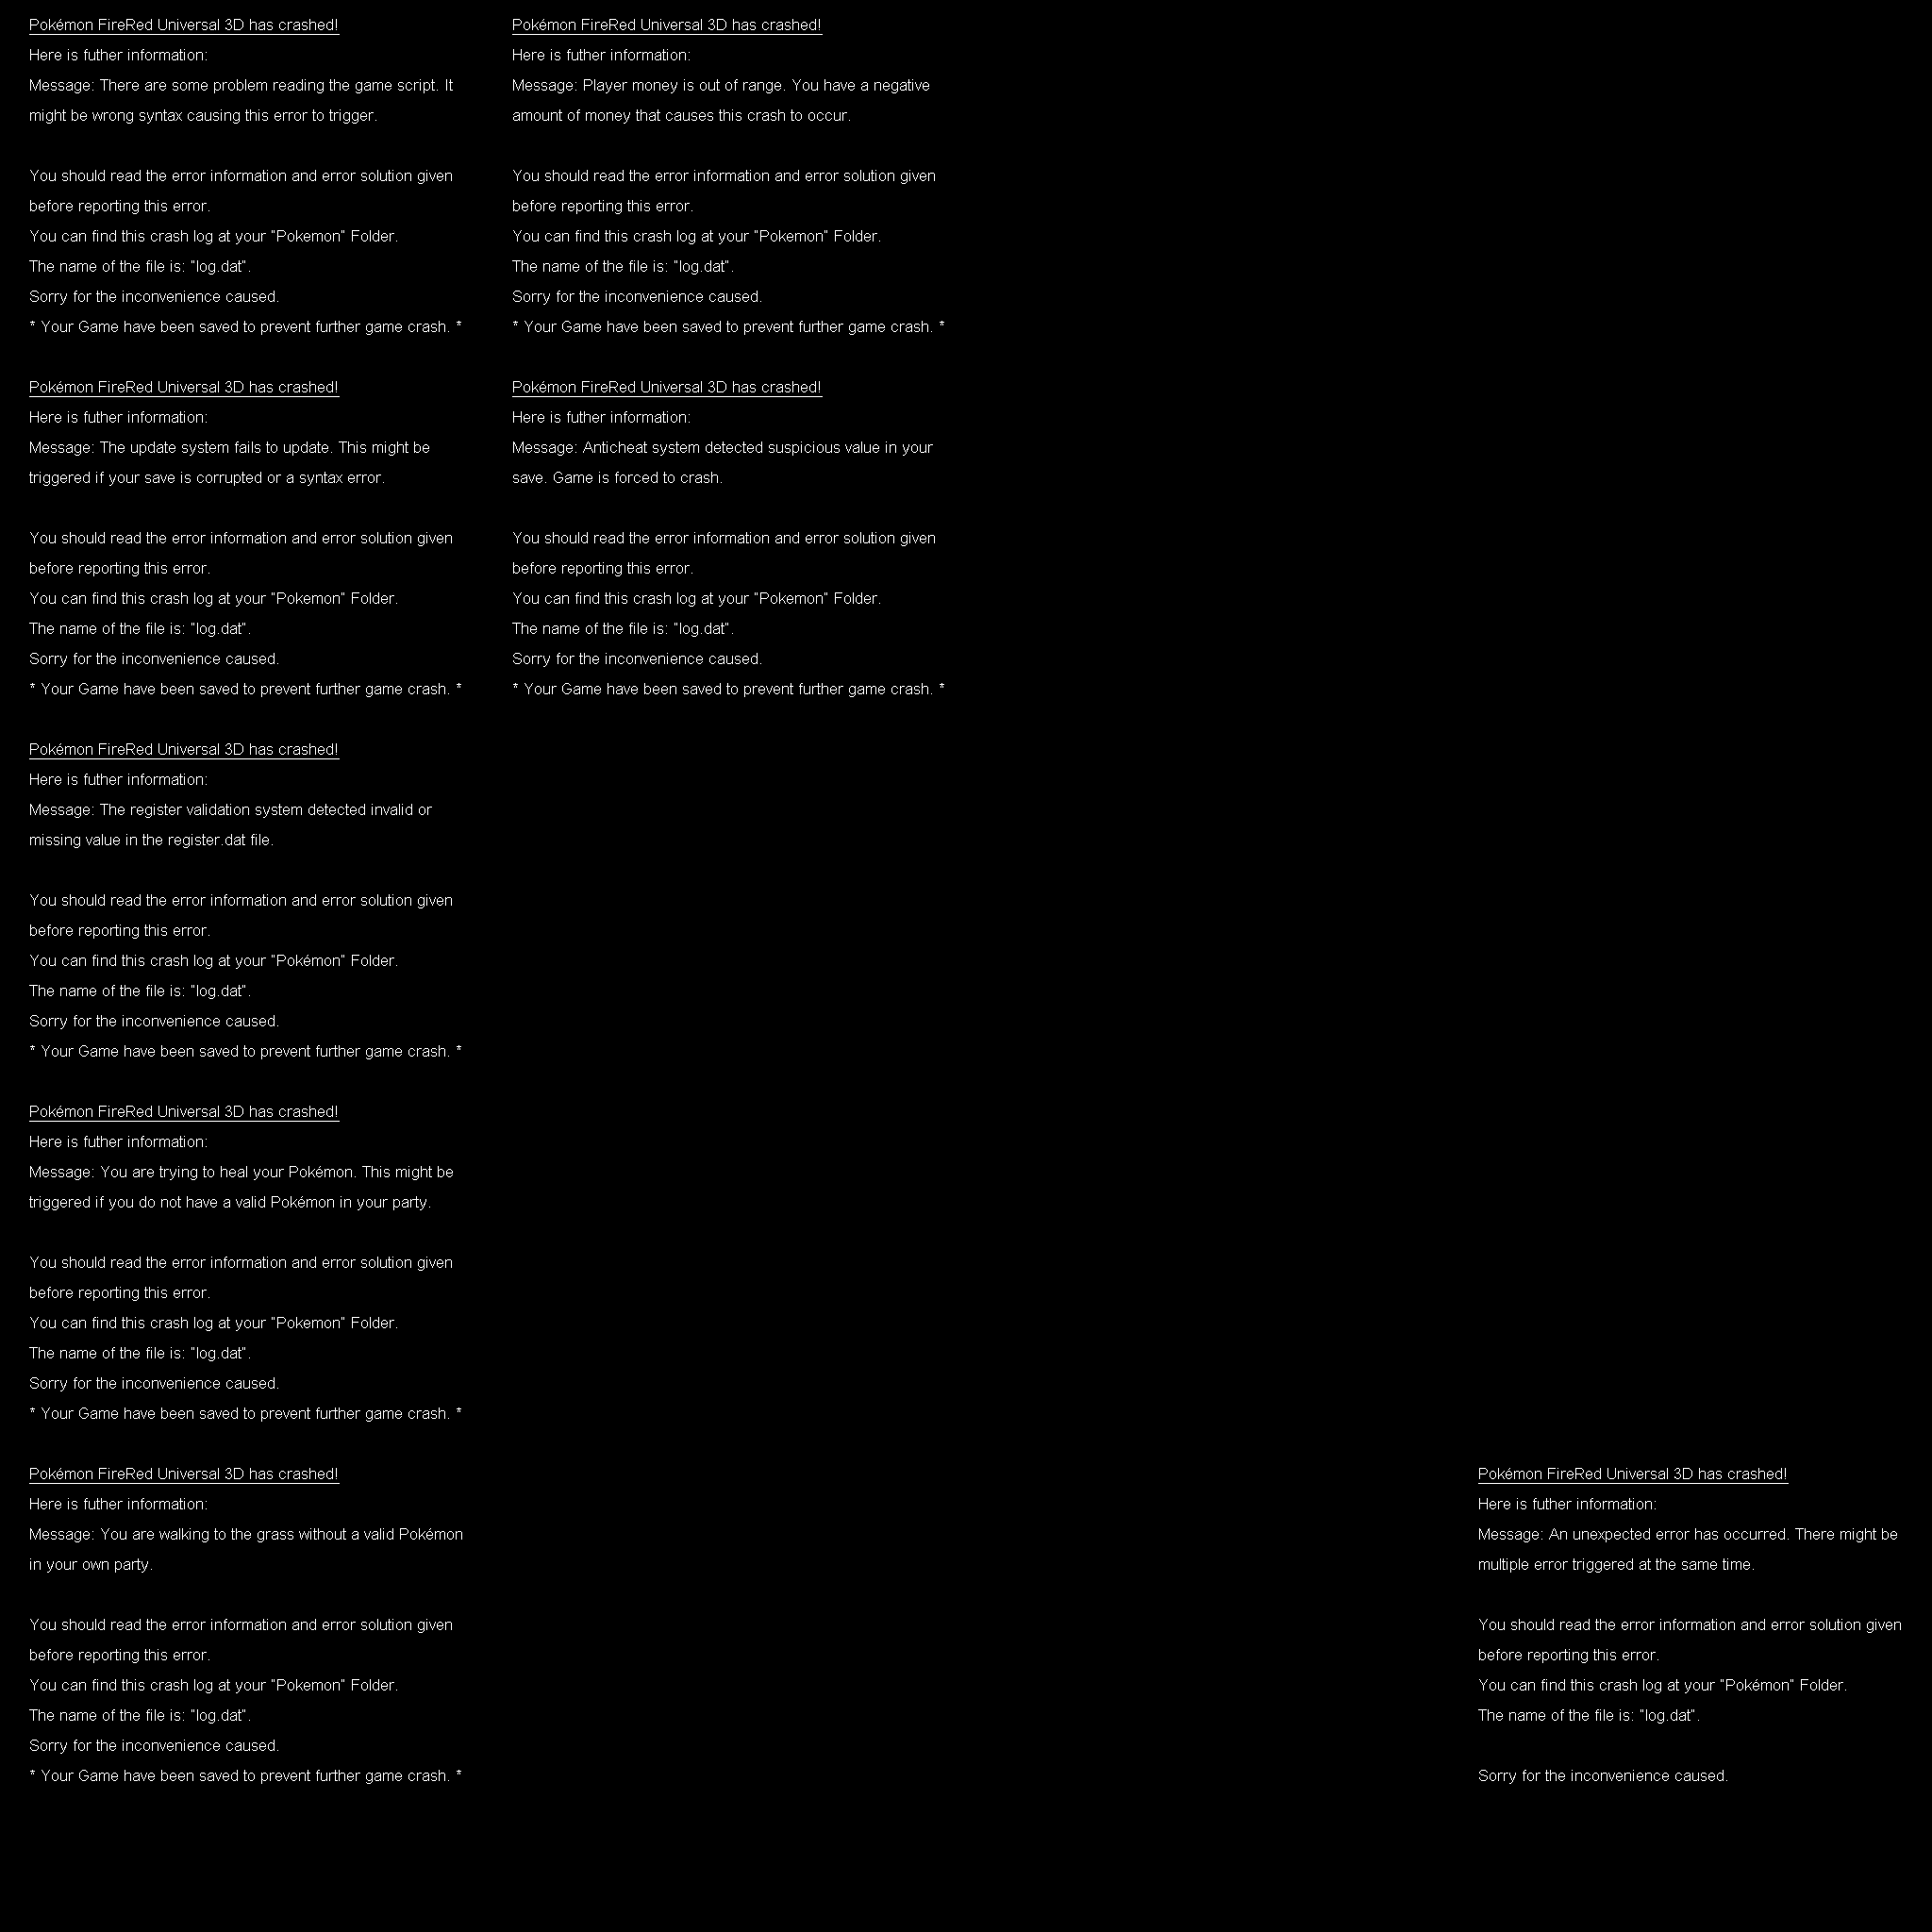 Pokémon FireRed Universal 3D has crashed!
Here is futher information:
Message: There are some problem reading the game script. It
might be wrong syntax causing this error to trigger.
You should read the error information and error solution given
before reporting this error.
You can find this crash log at your "Pokemon" Folder.
The name of the file is: "log.dat".
Sorry for the inconvenience caused.
* Your Game have been saved to prevent further game crash. *
Pokémon FireRed Universal 3D has crashed!
Here is futher information:
Message: Player money is out of range. You have a negative
amount of money that causes this crash to occur.
You should read the error information and error solution given
before reporting this error.
You can find this crash log at your "Pokemon" Folder.
The name of the file is: "log.dat".
Sorry for the inconvenience caused.
* Your Game have been saved to prevent further game crash. *
Pokémon FireRed Universal 3D has crashed!
Here is futher information:
Message: The update system fails to update. This might be
triggered if your save is corrupted or a syntax error.
You should read the error information and error solution given
before reporting this error.
You can find this crash log at your "Pokemon" Folder.
The name of the file is: "log.dat".
Sorry for the inconvenience caused.
* Your Game have been saved to prevent further game crash. *
Pokémon FireRed Universal 3D has crashed!
Here is futher information:
Message: Anticheat system detected suspicious value in your
save. Game is forced to crash.
You should read the error information and error solution given
before reporting this error.
You can find this crash log at your "Pokemon" Folder.
The name of the file is: "log.dat".
Sorry for the inconvenience caused.
* Your Game have been saved to prevent further game crash. *
Pokémon FireRed Universal 3D has crashed!
Here is futher information:
Message: The register validation system detected invalid or
missing value in the register.dat file.
You should read the error information and error solution given
before reporting this error.
You can find this crash log at your "Pokémon" Folder.
The name of the file is: "log.dat".
Sorry for the inconvenience caused.
* Your Game have been saved to prevent further game crash. *
Pokémon FireRed Universal 3D has crashed!
Here is futher information:
Message: You are trying to heal your Pokémon. This might be
triggered if you do not have a valid Pokémon in your party.
You should read the error information and error solution given
before reporting this error.
You can find this crash log at your "Pokemon" Folder.
The name of the file is: "log.dat".
Sorry for the inconvenience caused.
* Your Game have been saved to prevent further game crash. *
Pokémon FireRed Universal 3D has crashed!
Here is futher information:
Message: You are walking to the grass without a valid Pokémon
in your own party.
You should read the error information and error solution given
before reporting this error.
You can find this crash log at your "Pokemon" Folder.
The name of the file is: "log.dat".
Sorry for the inconvenience caused.
* Your Game have been saved to prevent further game crash. *
Pokémon FireRed Universal 3D has crashed!
Here is futher information:
Message: An unexpected error has occurred. There might be
multiple error triggered at the same time.
You should read the error information and error solution given
before reporting this error.
You can find this crash log at your "Pokémon" Folder.
The name of the file is: "log.dat".
Sorry for the inconvenience caused.